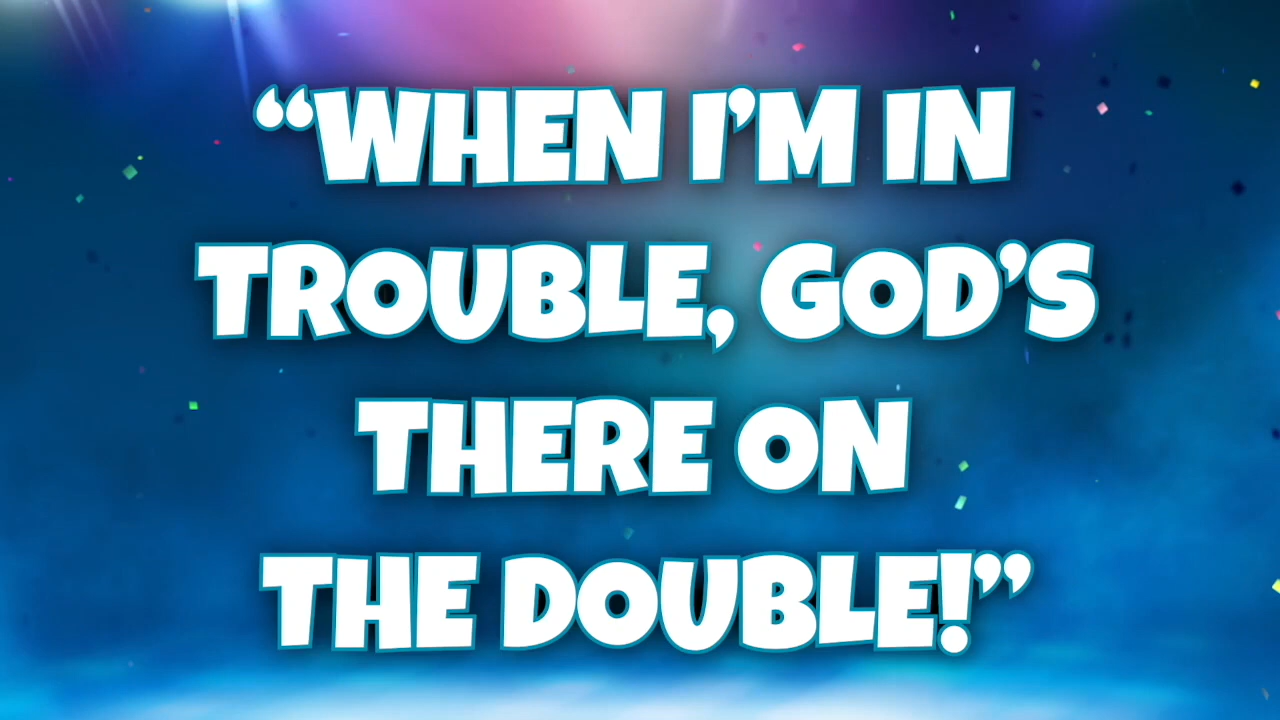 “WHEN I’M IN
TROUBLE, GOD’S
THERE ON
THE DOUBLE!”